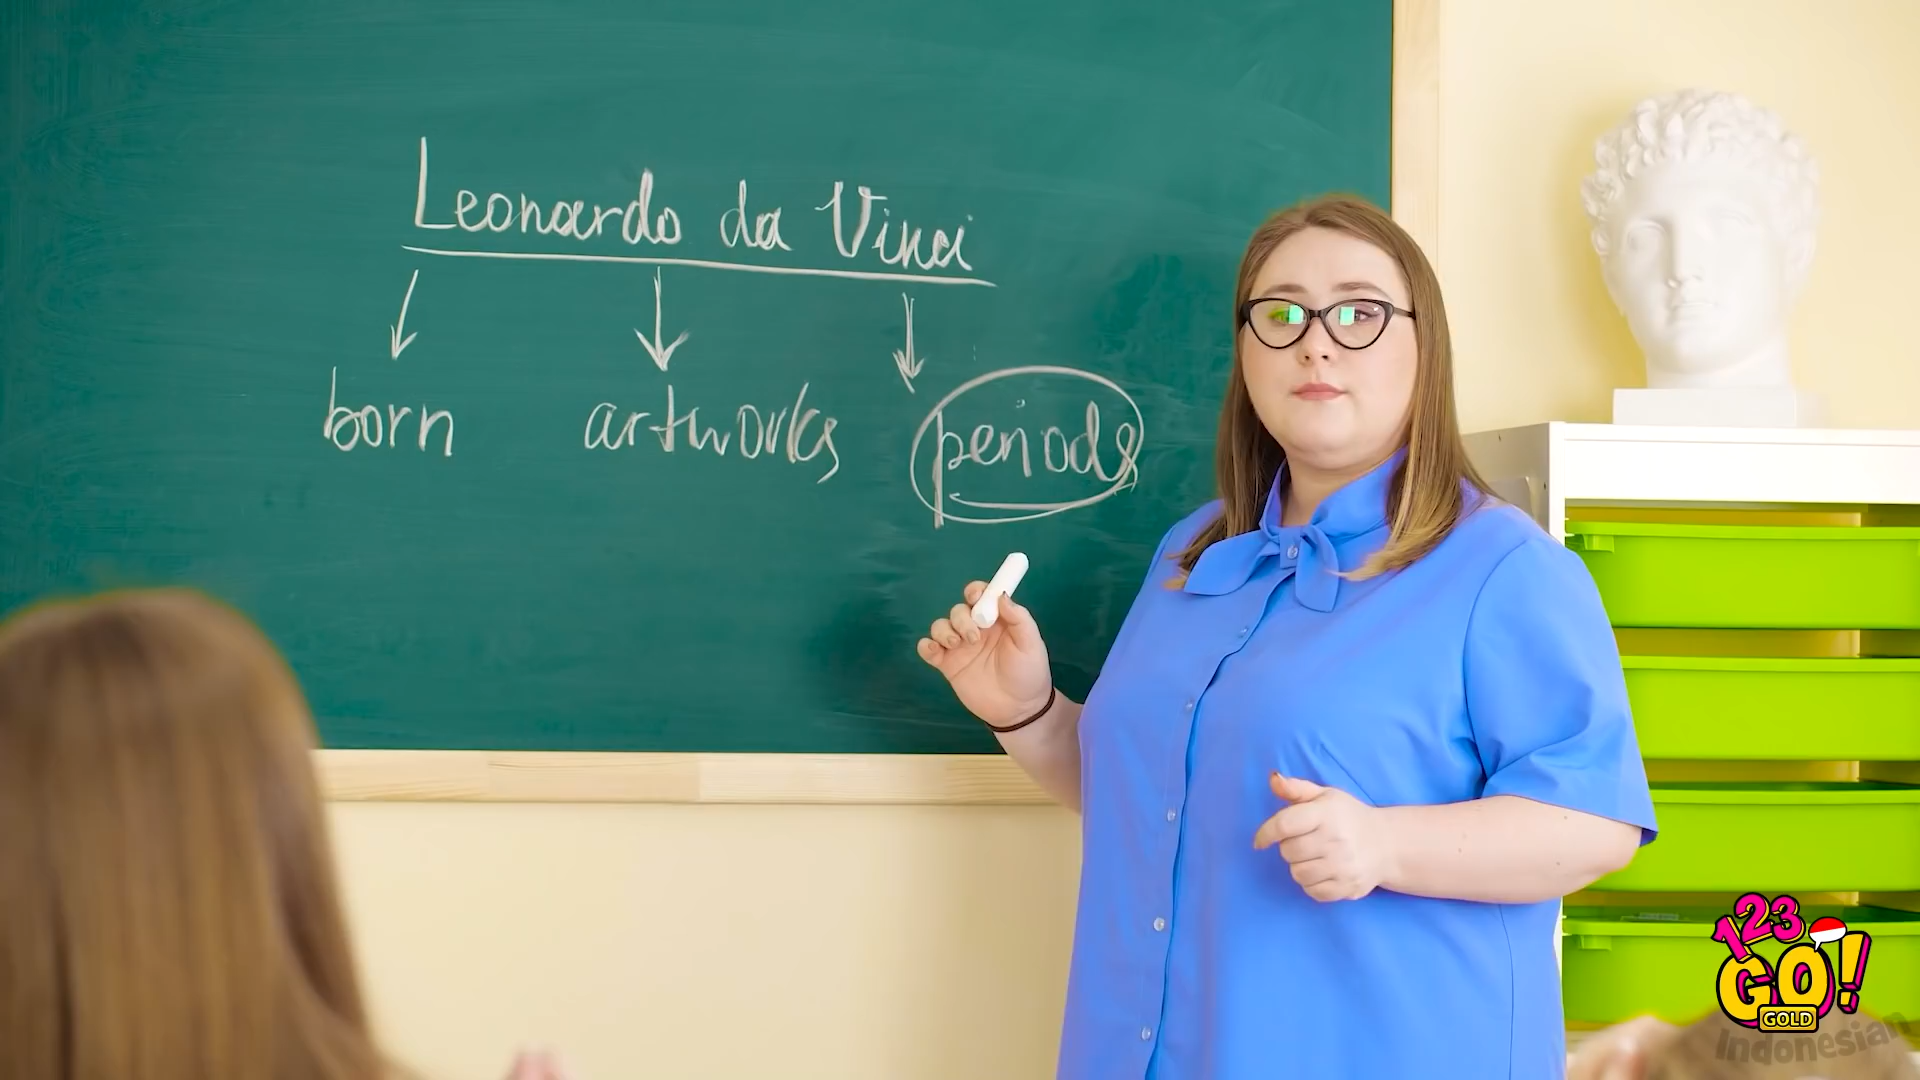 Leonardo da Vinci
born artworks periods
123
GO!
GOLD
Indonesian